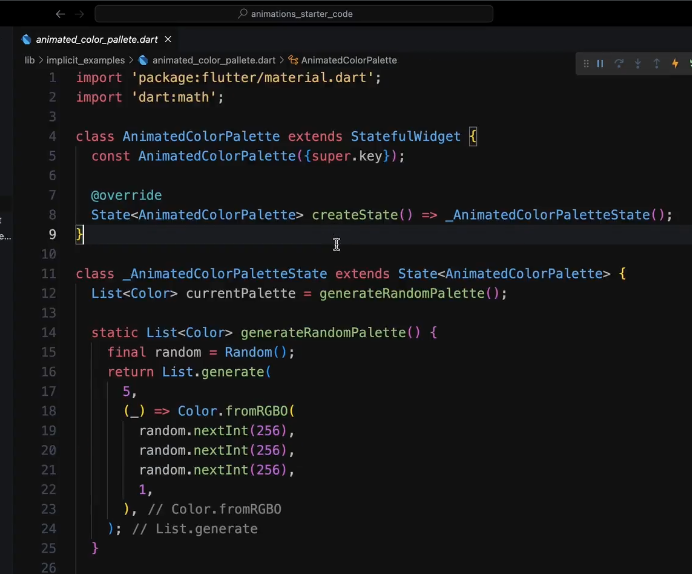 animations_starter_code
animated_color_pallete.dart ×
lib > implicit_examples > animated_color_pallete.dart > AnimatedColorPalette
1 import 'package:flutter/material.dart';
2 import 'dart:math';
3
4 class AnimatedColorPalette extends StatefulWidget {
5 const AnimatedColorPalette({super.key});
6
7 @override
8 State<AnimatedColorPalette> createState() => _AnimatedColorPaletteState();
9 }
10
11 class _AnimatedColorPaletteState extends State<AnimatedColorPalette> {
12 List<Color> currentPalette = generateRandomPalette();
13
14 static List<Color> generateRandomPalette() {
15 final random = Random();
16 return List.generate(
17 5,
18 (_) => Color.fromRGBO(
19 random.nextInt(256),
20 random.nextInt(256),
21 random.nextInt(256),
22 1,
23 ), // Color.fromRGBO
24 ); // List.generate
25 }
26